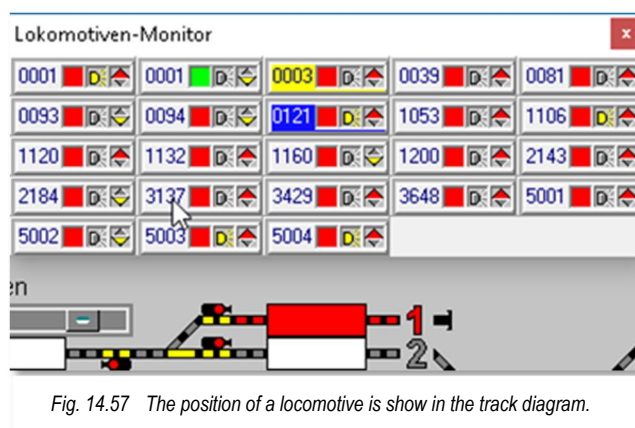 Lokomotiven-Monitor x
0001 D 0001 D 0003 D 0039 D 0081 D
0093 D 0094 D 0121 D 1053 D 1106 D
1120 D 1132 D 1160 D 1200 D 2143 D
2184 D 3137 D 3429 D 3648 D 5001 D
5002 D 5003 D 5004 D
en
1
2
Fig. 14.57 The position of a locomotive is show in the track diagram.